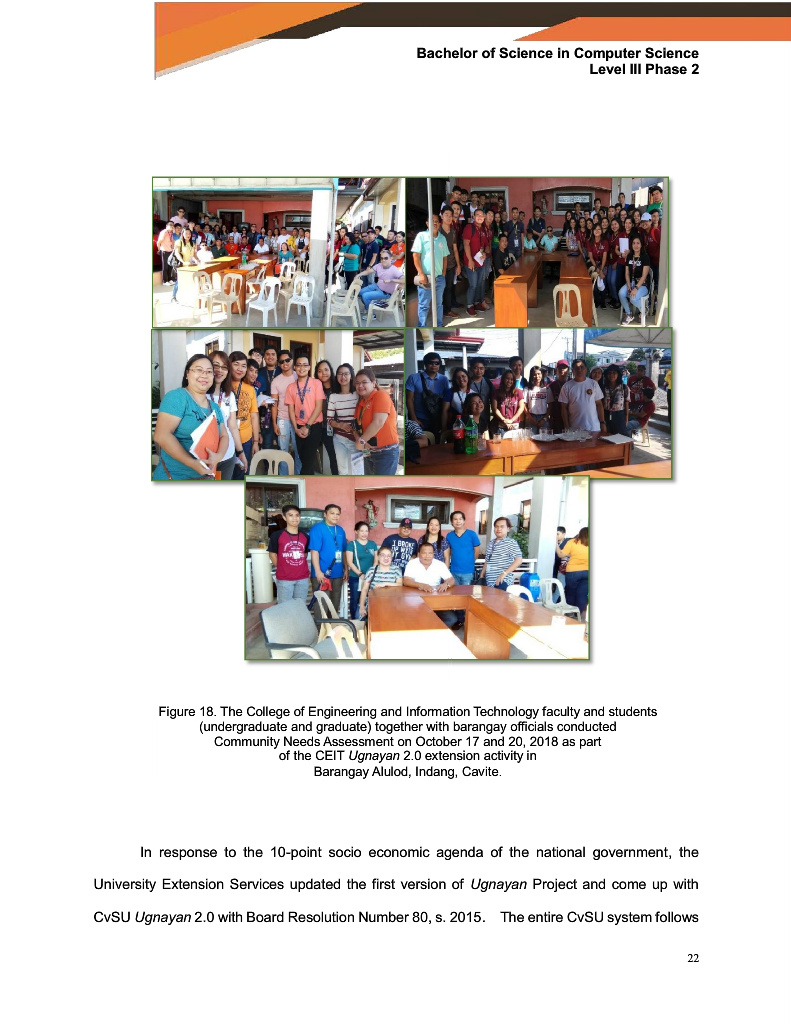 Bachelor of Science in Computer Science
Level III Phase 2
Figure 18. The College of Engineering and Information Technology faculty and students
(undergraduate and graduate) together with barangay officials conducted
Community Needs Assessment on October 17 and 20, 2018 as part
of the CEIT Ugnayan 2.0 extension activity in
Barangay Alulod, Indang, Cavite.
In response to the 10-point socio economic agenda of the national government, the
University Extension Services updated the first version of Ugnayan Project and come up with
CvSU Ugnayan 2.0 with Board Resolution Number 80, s. 2015. The entire CvSU system follows
22